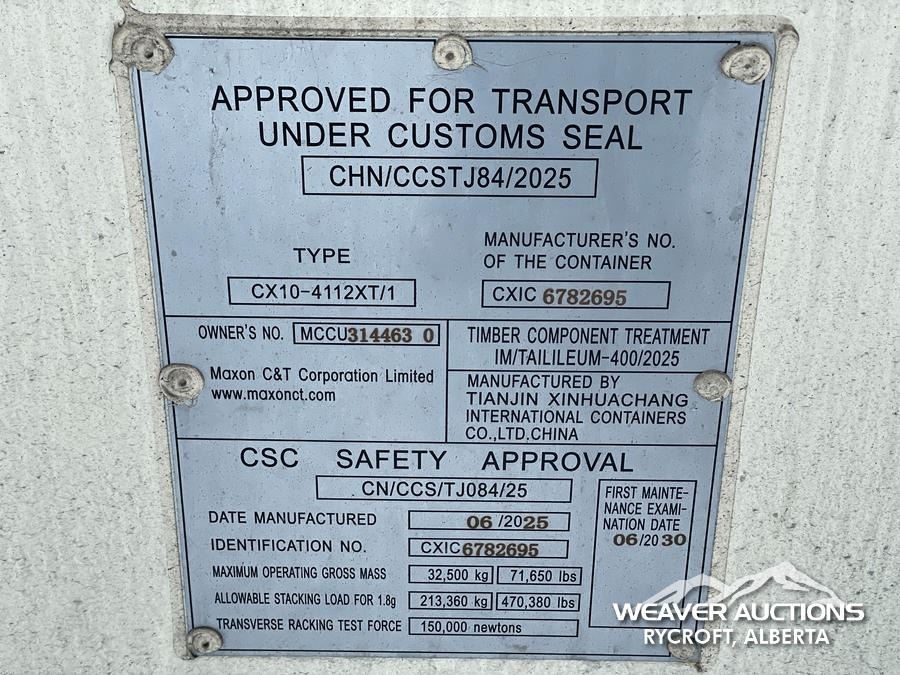 APPROVED FOR TRANSPORT
UNDER CUSTOMS SEAL
CHN/CCSTJ84/2025
TYPE
CX10-4112XT/1
MANUFACTURER'S NO.
OF THE CONTAINER
CXIC 6782695
OWNER'S NO. MCCU314463 0
Maxon C&T Corporation Limited
www.maxonct.com
TIMBER COMPONENT TREATMENT
IM/TAILILEUM-400/2025
MANUFACTURED BY
TIANJIN XINHUACHANG
INTERNATIONAL CONTAINERS
CO.,LTD.CHINA
CSC SAFETY APPROVAL
CN/CCS/TJ084/25
DATE MANUFACTURED 06/2025
IDENTIFICATION NO. CXIC6782695
MAXIMUM OPERATING GROSS MASS 32,500 kg 71,650 lbs
ALLOWABLE STACKING LOAD FOR 1.8g 213,360 kg 470,380 lbs
TRANSVERSE RACKING TEST FORCE 150,000 newtons
FIRST MAINTE-
NANCE EXAMI-
NATION DATE
06/2030
WEAVER AUCTIONS
RYCROFT, ALBERTA